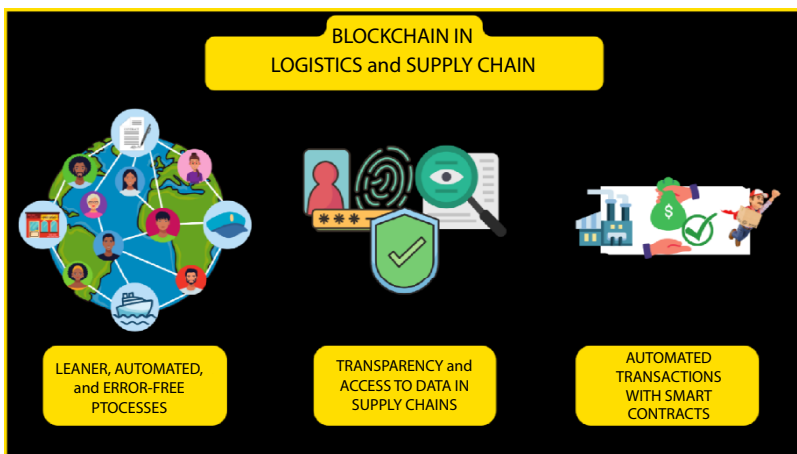 BLOCKCHAIN IN
LOGISTICS and SUPPLY CHAIN
$
***
LEANER, AUTOMATED,
and ERROR-FREE
PTOCESSES
TRANSPARENCY and
ACCESS TO DATA IN
SUPPLY CHAINS
AUTOMATED
TRANSACTIONS
WITH SMART
CONTRACTS